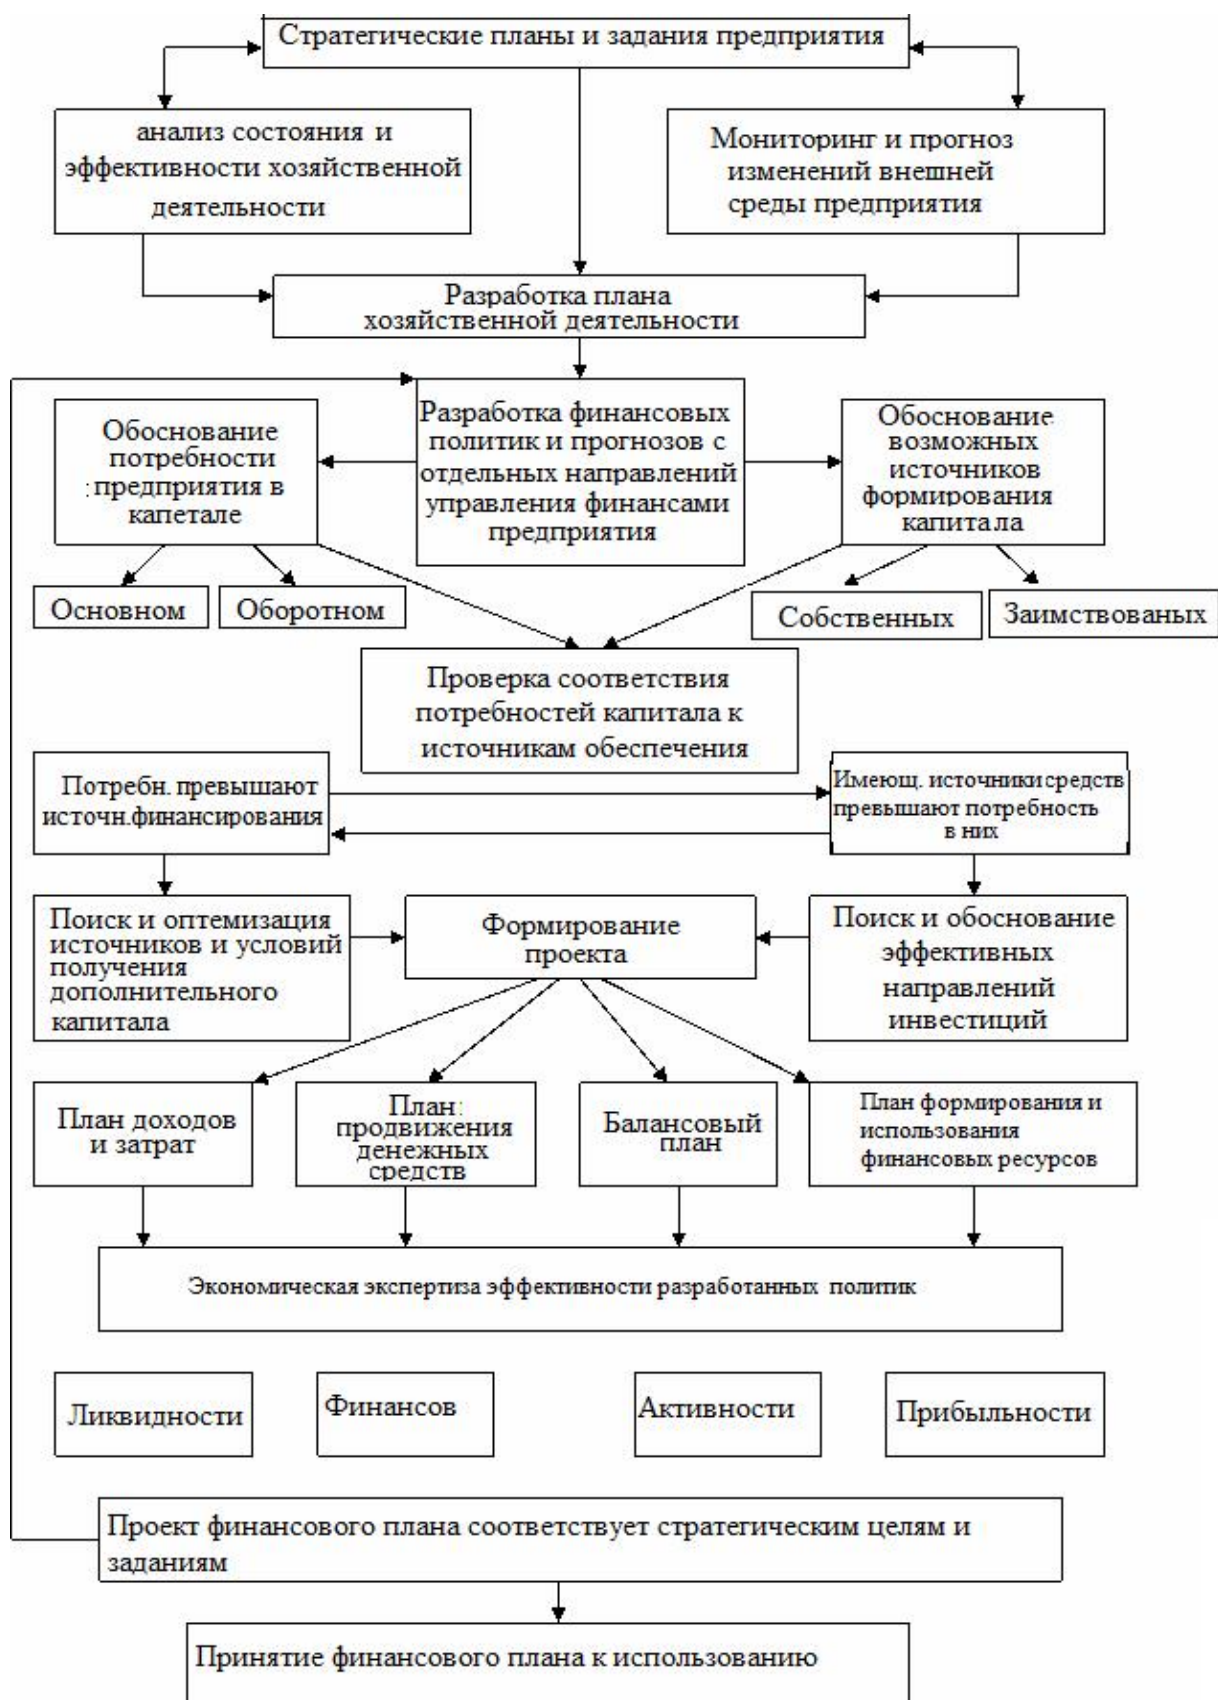 Стратегические планы и задания предприятия
анализ состояния и
эффективности хозяйственной
деятельности
Мониторинг и прогноз
изменений внешней
среды предприятия
Разработка плана
хозяйственной деятельности
Обоснование
потребности
предприятия в
капетале
Разработка финансовых
политик и прогнозов с
отдельных направлений
управления финансами
предприятия
Обоснование
возможных
источников
формирования
капитала
Основном
Оборотном
Собственных
Заимствованых
Проверка соответствия
потребностей капитала к
источникам обеспечения
Потребн. превышают
источн.финансирования
Имеющ. источники средств
превышают потребность
в них
Поиск и оптемизация
источников и условий
получения
дополнительного
капитала
Формирование
проекта
Поиск и обоснование
эффективных
направлений
инвестиций
План доходов
и затрат
План:
продвижения
денежных
средств
Балансовый
план
План формирования и
использования
финансовых ресурсов
Экономическая экспертиза эффективности разработанных политик
Ликвидности
Финансов
Активности
Прибыльности
Проект финансового плана соответствует стратегическим целям и
заданиям
Принятие финансового плана к использованию